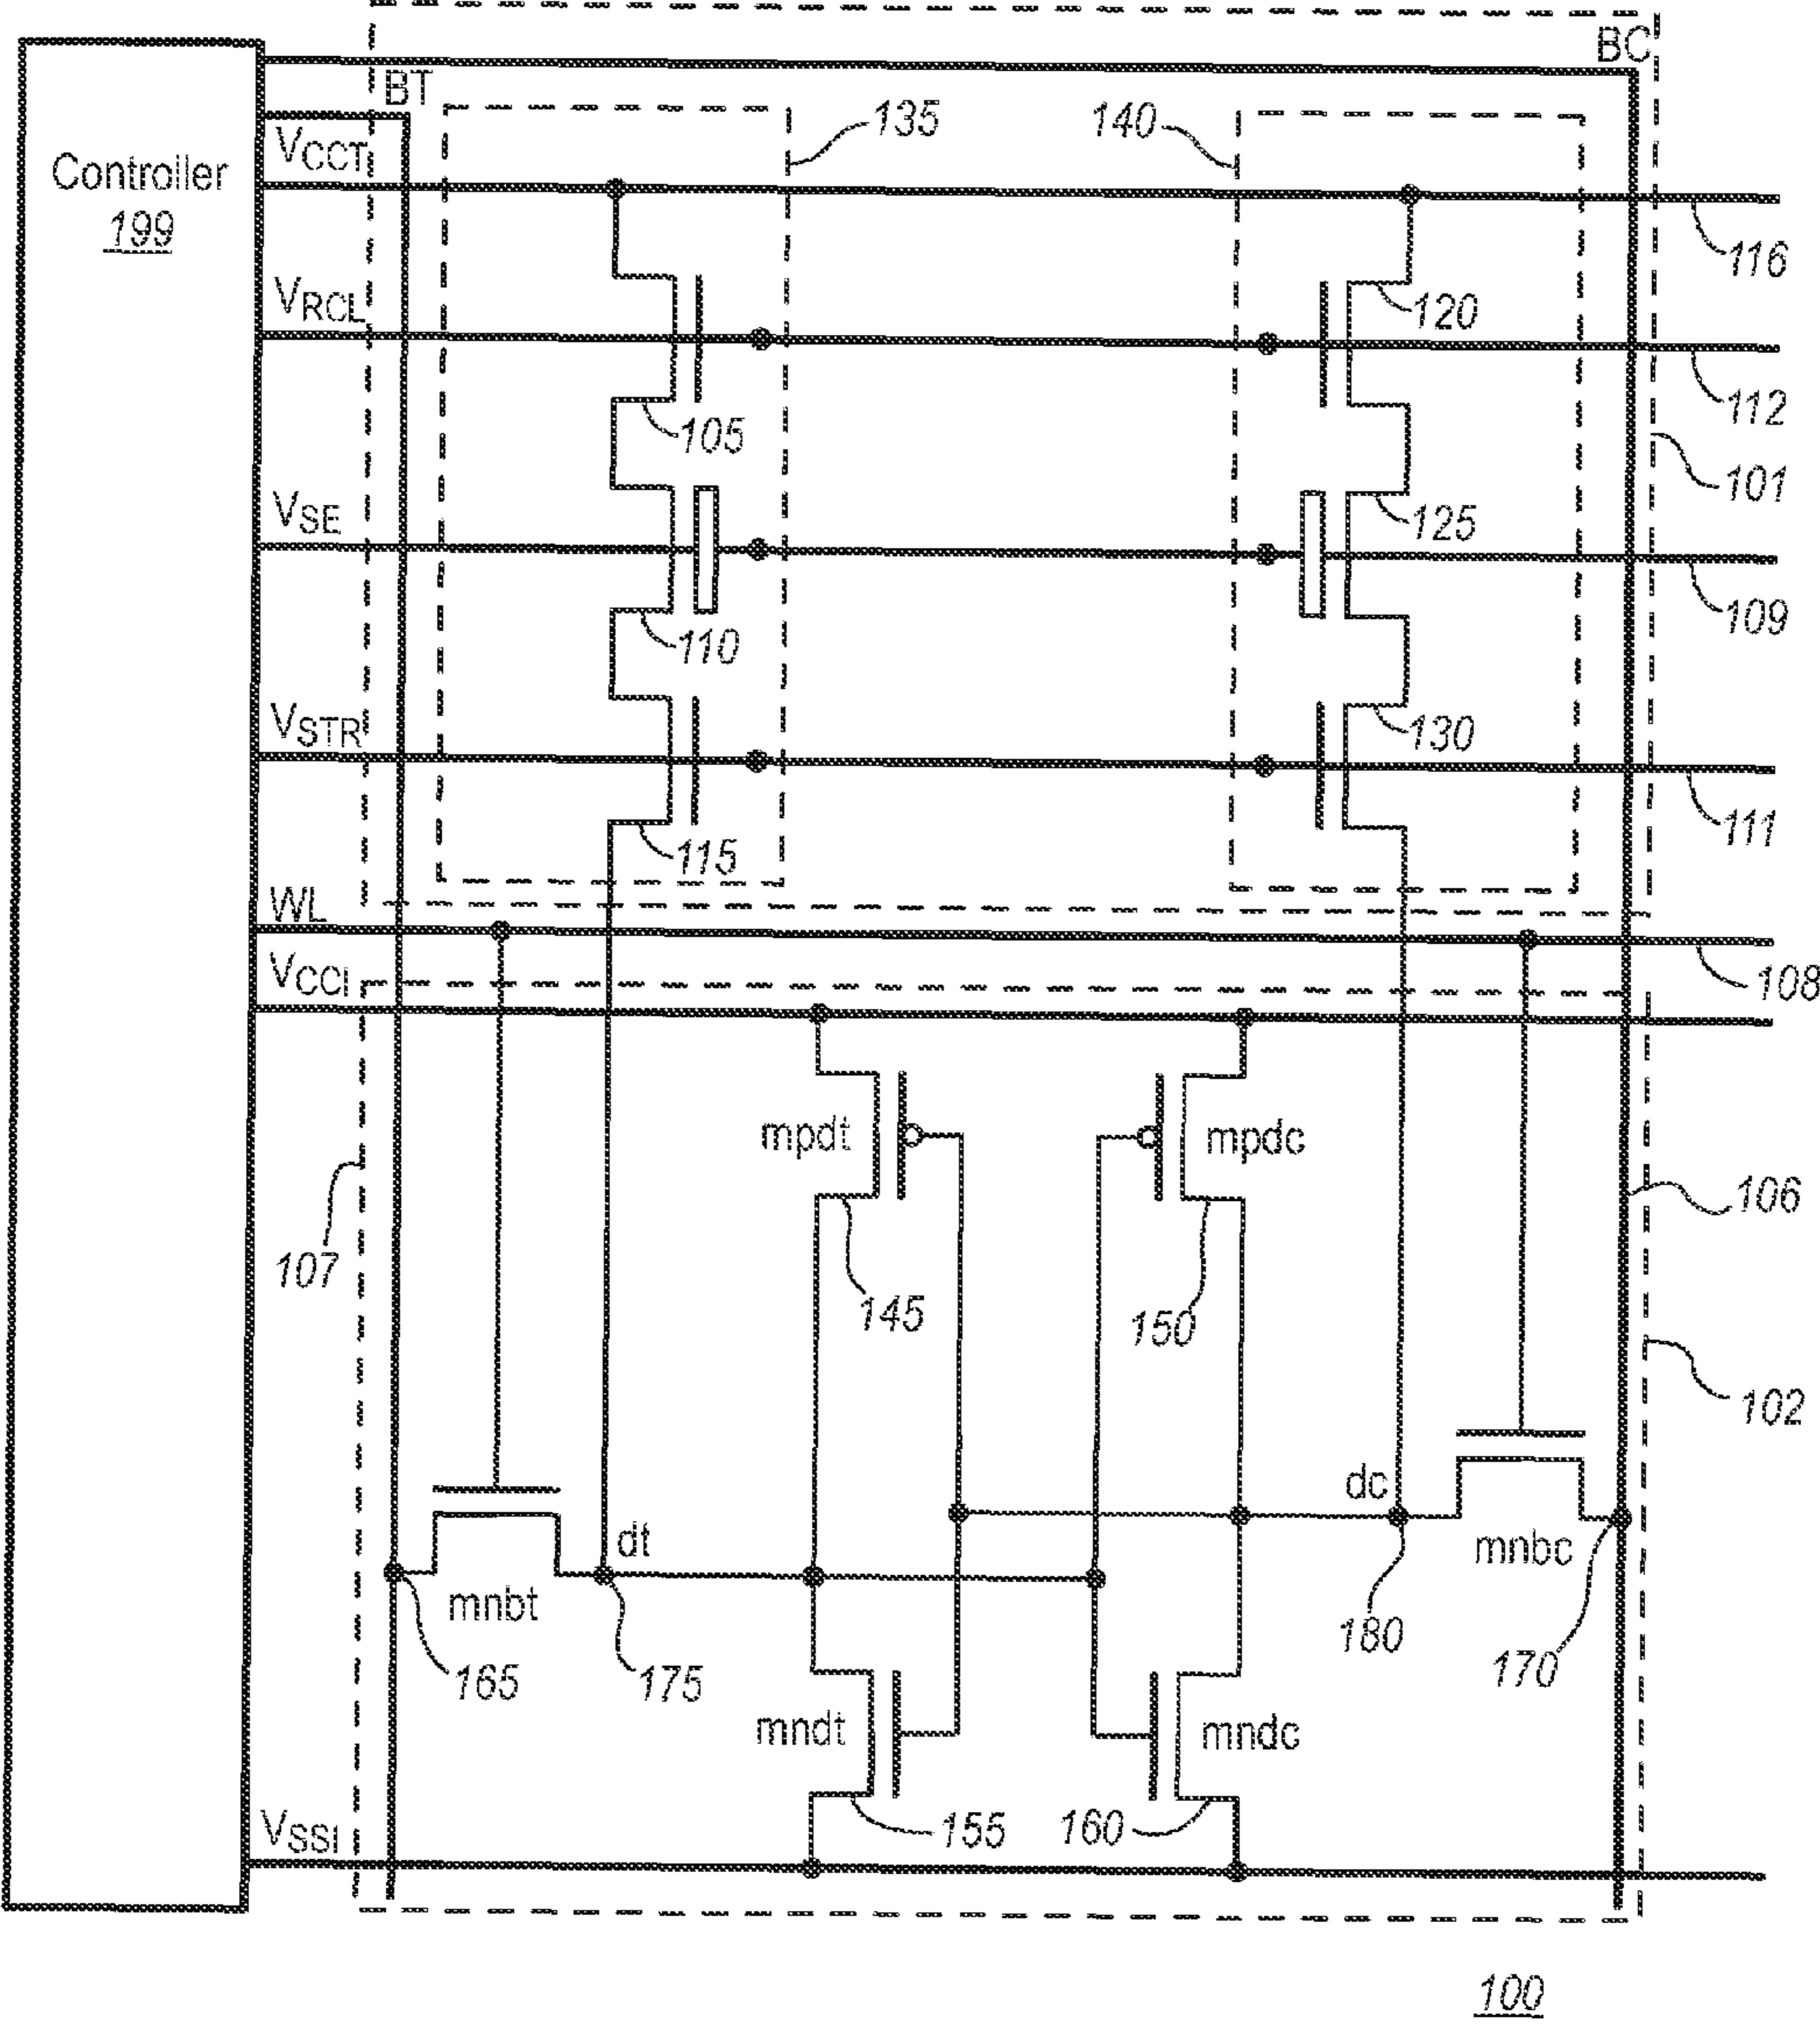 BC
BT
135
140
VCCT
Controller
199
116
VRCL
120
112
105
101
VSE
125
109
110
VSTR
130
111
115
WL
VCCI
108
mpdt
mpdc
106
107
145
150
102
dc
dt
mnbc
mnbt
180
165
175
170
mndt
mndc
VSSI
155
160
100